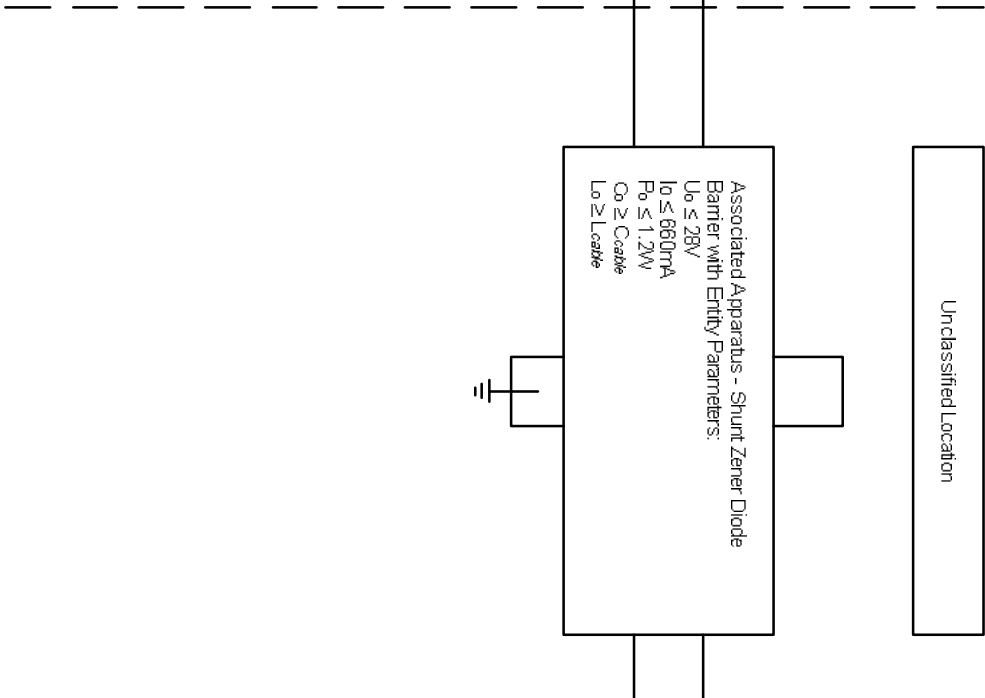 Associated Apparatus - Shunt Zener Diode
Barrier with Entity Parameters:
Uo ≤ 28V
Io ≤ 660mA
Po ≤ 1.2W
Co ≥ Ccable
Lo ≥ Lcable
Unclassified Location